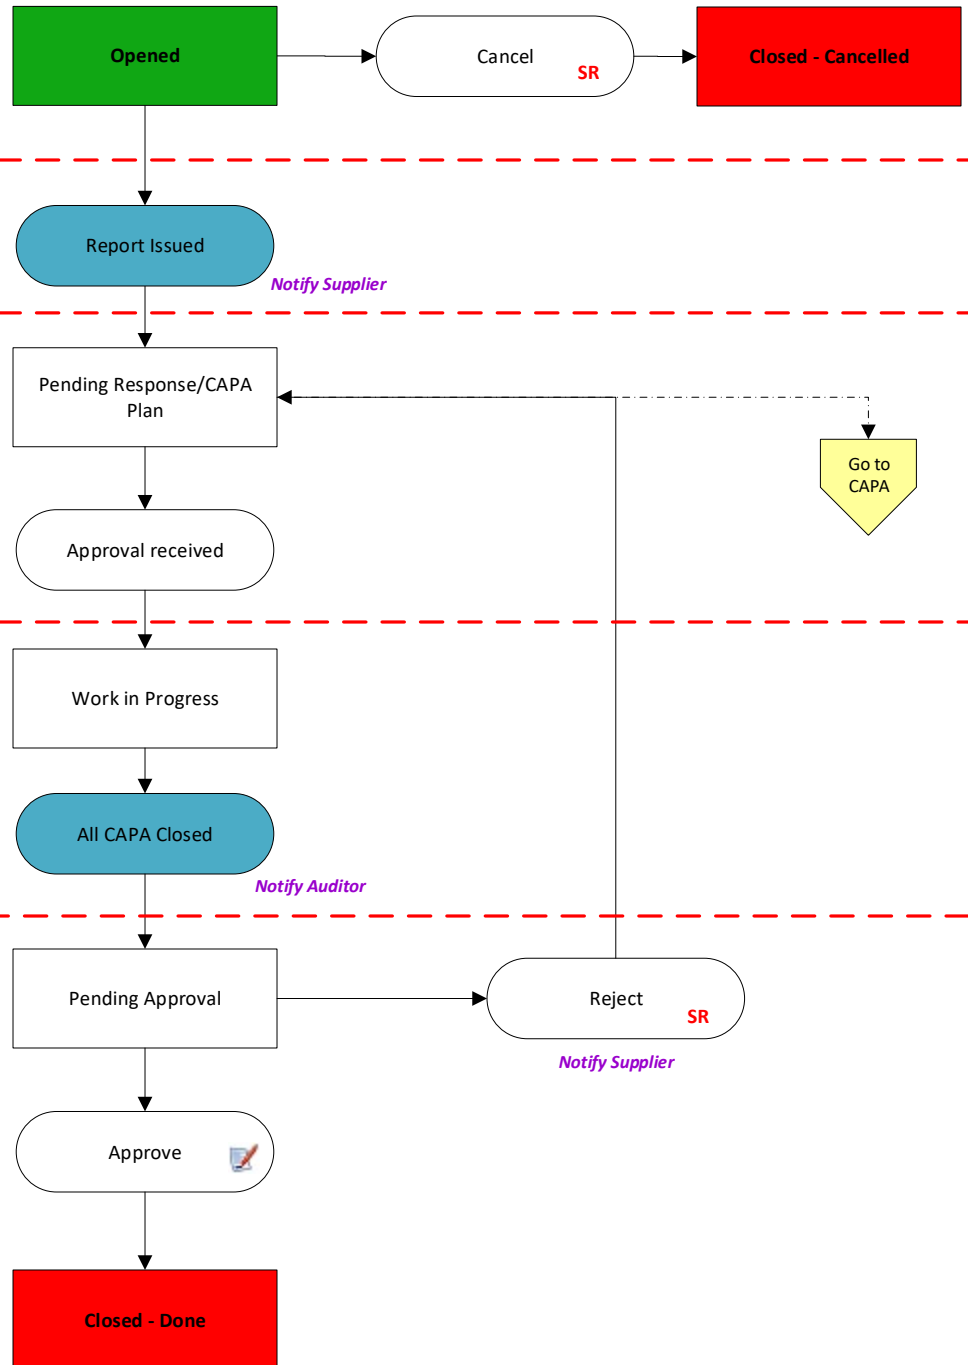 Opened
Cancel
SR
Closed - Cancelled
Report Issued
Notify Supplier
Pending Response/CAPA
Plan
Go to
CAPA
Approval received
Work in Progress
All CAPA Closed
Notify Auditor
Pending Approval
Reject
SR
Notify Supplier
Approve
Closed - Done